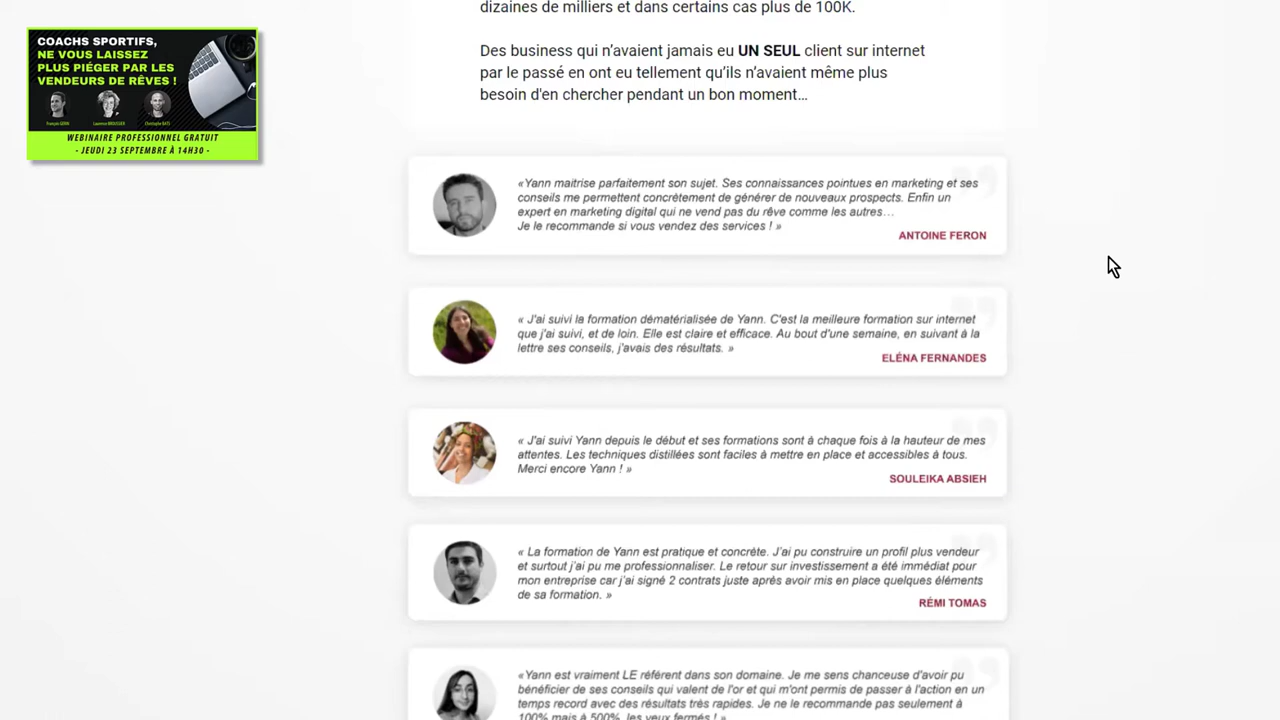 dizaines de milliers et dans certains cas plus de 100K.
COACHS SPORTIFS,
NE VOUS LAISSEZ
PLUS PIÉGER PAR LES
VENDEURS DE RÊVES !
WEBINAIRE PROFESSIONNEL GRATUIT
- JEUDI 23 SEPTEMBRE À 14H30 -
Des business qui n’avaient jamais eu UN SEUL client sur internet
par le passé en ont eu tellement qu’ils n’avaient même plus
besoin d'en chercher pendant un bon moment…
«Yann maitrise parfaitement son sujet. Ses connaissances pointues en marketing et ses
conseils me permettent concrètement de générer de nouveaux prospects. Enfin un
expert en marketing digital qui ne vend pas du rêve comme les autres…
Je le recommande si vous vendez des services ! »
ANTOINE FERON
« J'ai suivi la formation dématérialisée de Yann. C'est la meilleure formation sur internet
que j'ai suivi, et de loin. Elle est claire et efficace. Au bout d'une semaine, en suivant à la
lettre ses conseils, j'avais des résultats. »
ELÉNA FERNANDES
« J'ai suivi Yann depuis le début et ses formations sont à chaque fois à la hauteur de mes
attentes. Les techniques distillées sont faciles à mettre en place et accessibles à tous.
Merci encore Yann ! »
SOULEIKA ABSIEH
« La formation de Yann est pratique et concrète. J’ai pu construire un profil plus vendeur
et surtout j’ai pu me professionnaliser. Le retour sur investissement a été immédiat pour
mon entreprise car j’ai signé 2 contrats juste après avoir mis en place quelques éléments
de sa formation. »
RÉMI TOMAS
«Yann est vraiment LE référent dans son domaine. Je me sens chanceuse d'avoir pu
bénéficier de ses conseils qui valent de l'or et qui m'ont permis de passer à l'action en un
temps record avec des résultats très rapides. Je ne le recommande pas seulement à
100% mais à 500%, les yeux fermés ! »